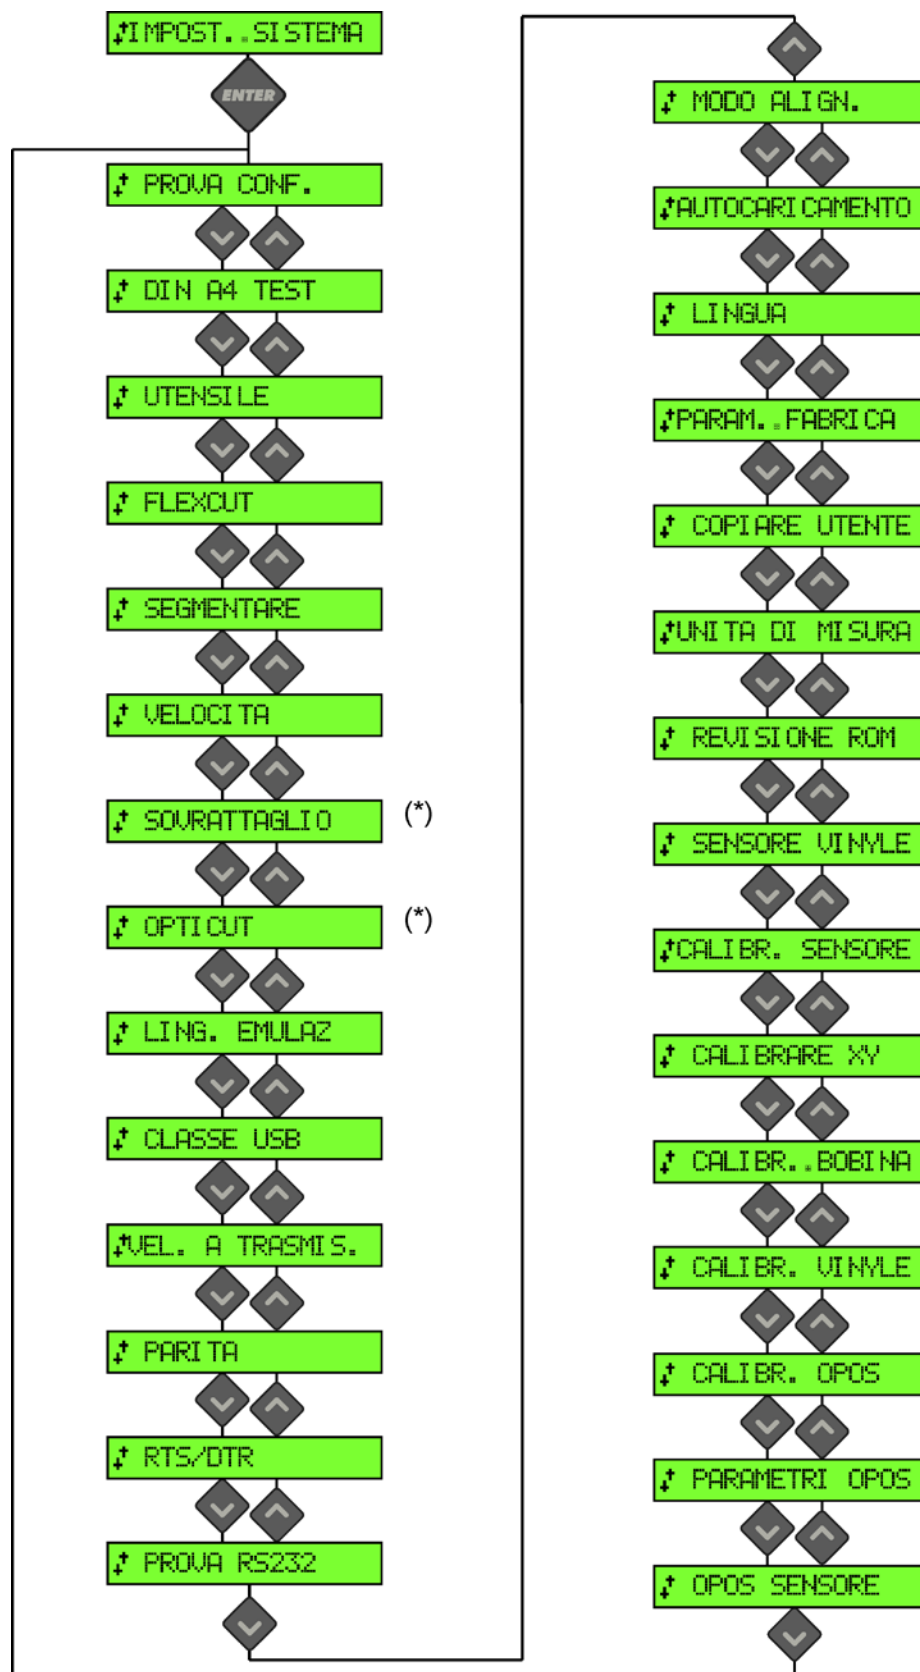 IMPOST..SISTEMA
ENTER
PROVA CONF.
DIN A4 TEST
UTENSILE
FLEXCUT
SEGMENTARE
VELOCITA
SOVRATTAGLIO (*)
OPTICUT (*)
LING. EMULAZ
CLASSE USB
VEL. A TRASMIS.
PARITA
RTS/DTR
PROVA RS232
MODO ALIGN.
AUTOCARICAMENTO
LINGUA
PARAM..FABRICA
COPIARE UTENTE
UNITA DI MISURA
REVISIONE ROM
SENSORE VINYLE
CALIBR. SENSORE
CALIBRARE XY
CALIBR..BOBINA
CALIBR. VINYLE
CALIBR. OPOS
PARAMETRI OPOS
OPOS SENSORE